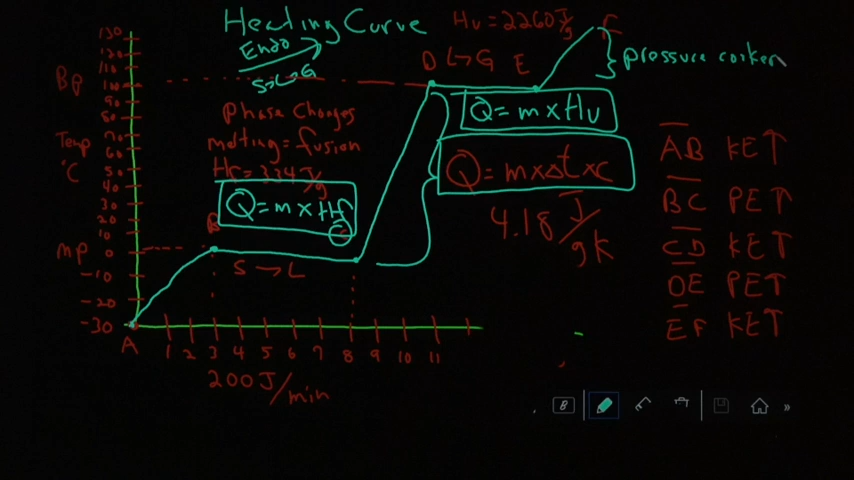 Heating Curve
Endo
S→L→G
Hv = 2260 J/g
F
D L→G E
pressure cooker
130
120
110
Bp 100
90
80
Temp 70
°C 60
50
40
30
20
10
mp 0
-10
-20
-30
Phase Changes
melting = fusion
Hf = 334 J/g
Q = m x Hf
B
C
S → L
Q = m x Hv
Q = m x Δt x c
4.18 J/gK
AB KE↑
BC PE↑
CD KE↑
DE PE↑
EF KE↑
A 1 2 3 4 5 6 7 8 9 10 11
200 J/min